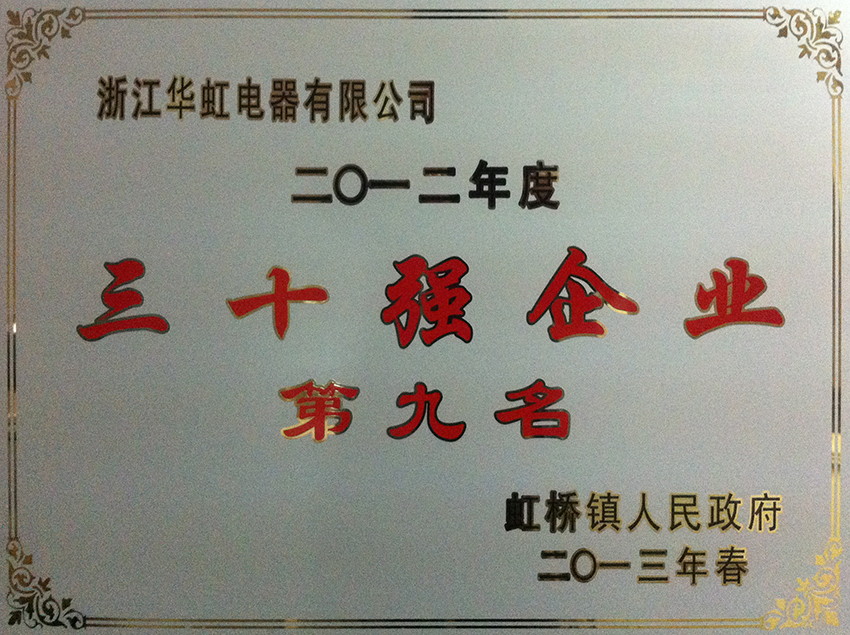 浙江华虹电器有限公司
二〇一二年度
三十强企业
第九名
虹桥镇人民政府
二〇一三年春